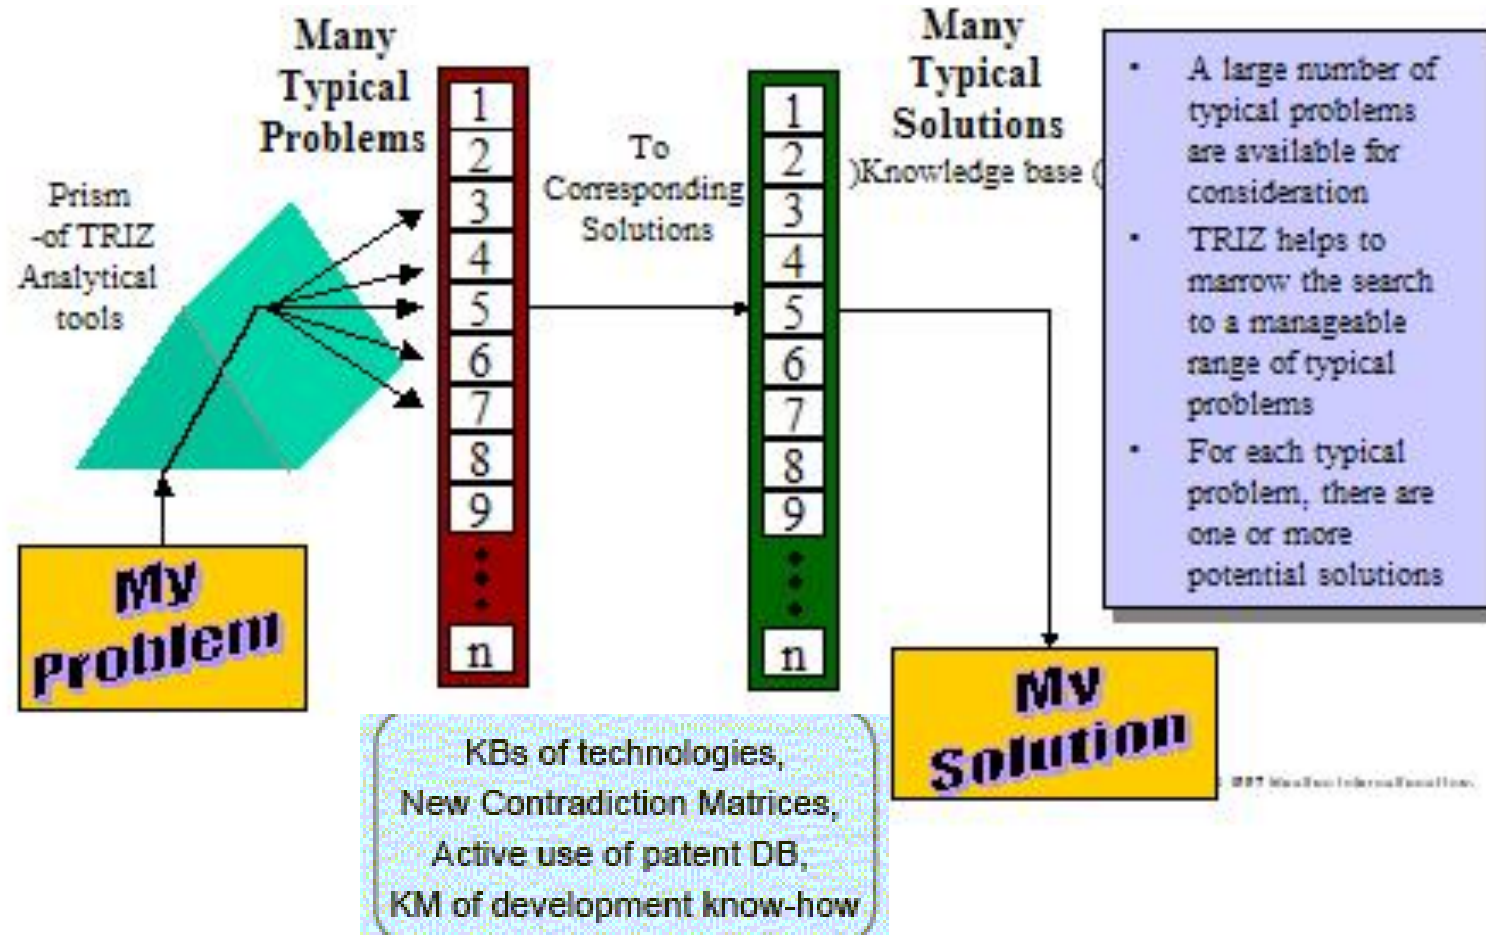 Many
Typical
Problems
Prism
-of TRIZ
Analytical
tools
My
Problem
1
2
3
4
5
6
7
8
9
n
To
Corresponding
Solutions
1
2
3
4
5
6
7
8
9
n
Many
Typical
Solutions
)Knowledge base (
My
Solution
• A large number of
typical problems
are available for
consideration
• TRIZ helps to
marrow the search
to a manageable
range of typical
problems
• For each typical
problem, there are
one or more
potential solutions
KBs of technologies,
New Contradiction Matrices,
Active use of patent DB,
KM of development know-how